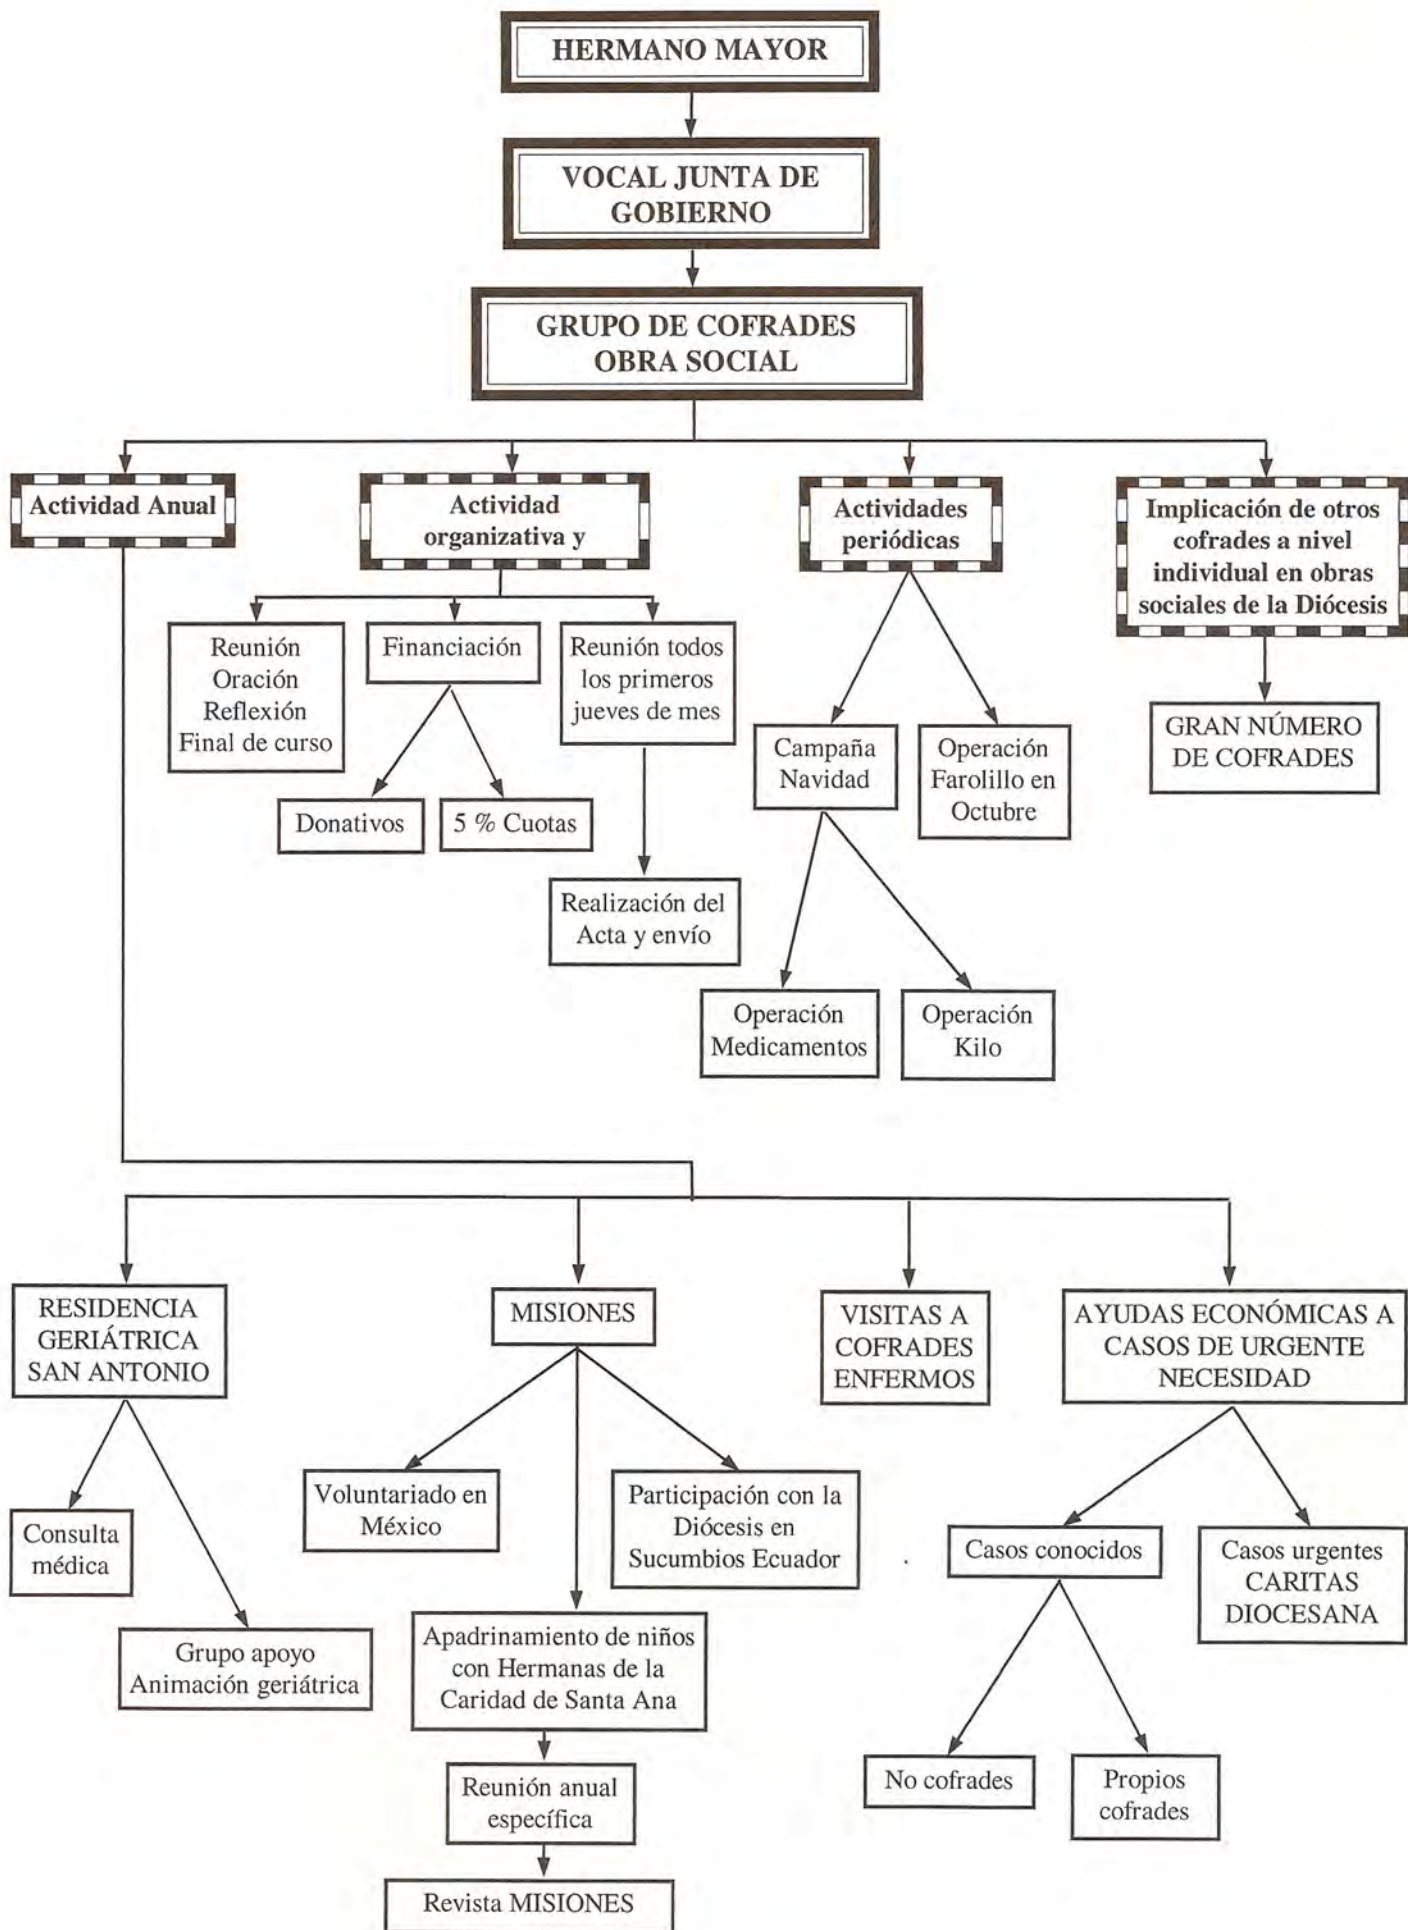 HERMANO MAYOR
VOCAL JUNTA DE
GOBIERNO
GRUPO DE COFRADES
OBRA SOCIAL
Actividad Anual
Actividad
organizativa y
Actividades
periódicas
Implicación de otros
cofrades a nivel
individual en obras
sociales de la Diócesis
Reunión
Oración
Reflexión
Final de curso
Financiación
Reunión todos
los primeros
jueves de mes
Campaña
Navidad
Operación
Farolillo en
Octubre
GRAN NÚMERO
DE COFRADES
Donativos
5 % Cuotas
Realización del
Acta y envío
Operación
Medicamentos
Operación
Kilo
RESIDENCIA
GERIÁTRICA
SAN ANTONIO
MISIONES
VISITAS A
COFRADES
ENFERMOS
AYUDAS ECONÓMICAS A
CASOS DE URGENTE
NECESIDAD
Consulta
médica
Grupo apoyo
Animación geriátrica
Voluntariado en
México
Participación con la
Diócesis en
Sucumbios Ecuador
Apadrinamiento de niños
con Hermanas de la
Caridad de Santa Ana
Reunión anual
específica
Revista MISIONES
Casos conocidos
Casos urgentes
CARITAS
DIOCESANA
No cofrades
Propios
cofrades